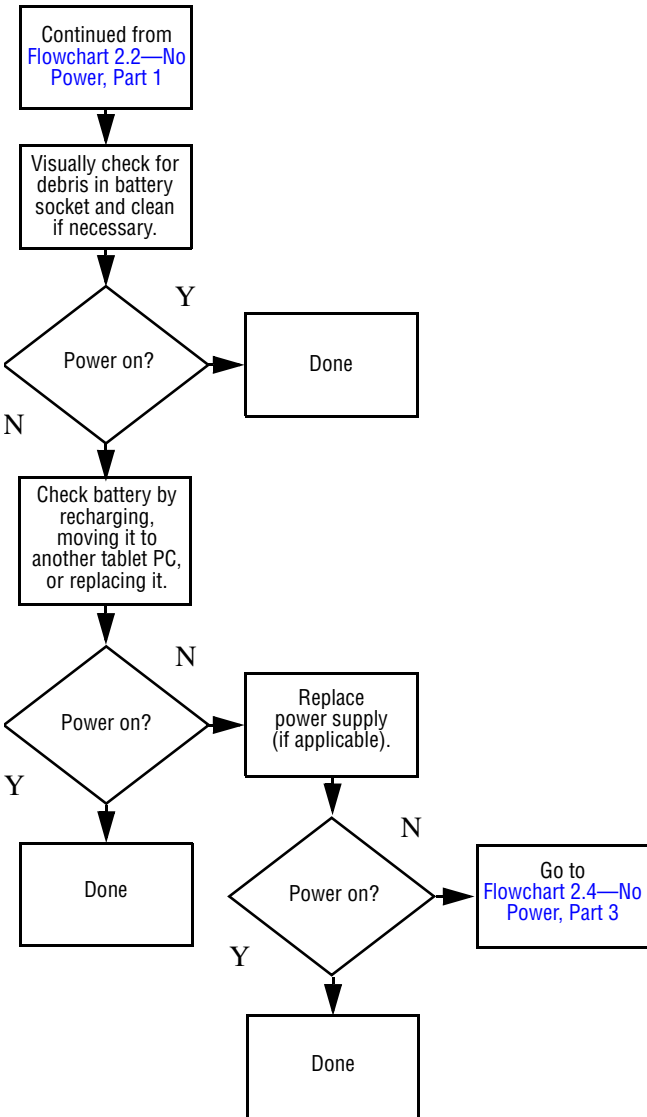 Continued from
Flowchart 2.2—No
Power, Part 1
Visually check for
debris in battery
socket and clean
if necessary.
Y
Power on?
Done
N
Check battery by
recharging,
moving it to
another tablet PC,
or replacing it.
N
Power on?
Replace
power supply
(if applicable).
Y
Done
N
Power on?
Go to
Flowchart 2.4—No
Power, Part 3
Y
Done